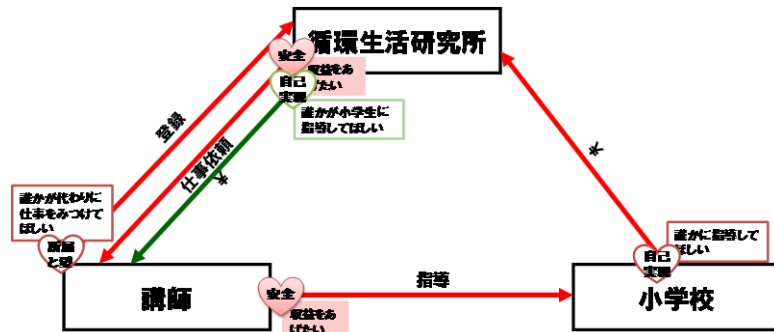 循環生活研究所
安全
収益をあ
げたい
自己
実現
誰かが小学生に
指導してほしい
登録
仕事依頼
誰かが代わりに
仕事をみつけて
ほしい
講師
安全
収益をあ
げたい
指導
誰かに指導して
ほしい
自己
実現
小学校